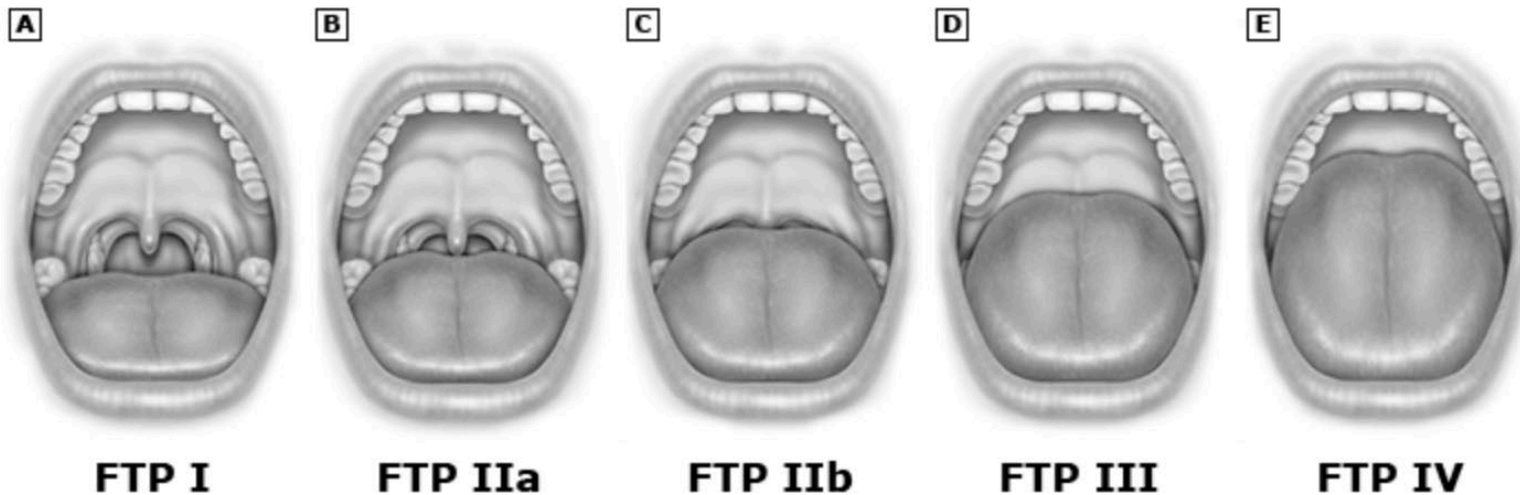 A
B
C
D
E
FTP I
FTP IIa
FTP IIb
FTP III
FTP IV